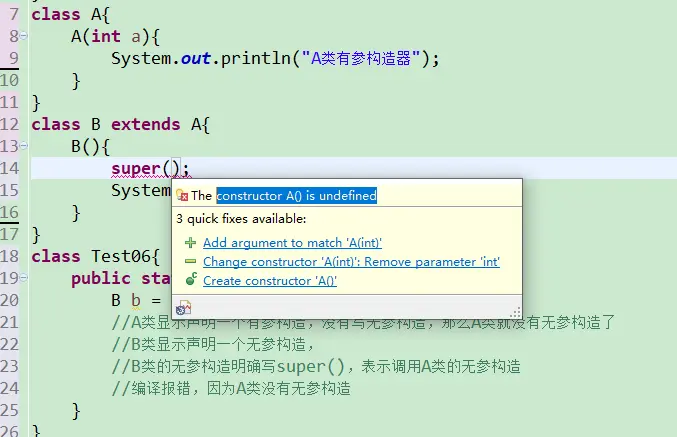 7 class A{
8 A(int a){
9 System.out.println("A类有参构造器");
10 }
11 }
12 class B extends A{
13 B(){
14 super();
15 System
16 }
17 }
18 class Test06{
19 public sta
20 B b =
21 //A类显示声明一个有参构造，没有写无参构造，那么A类就没有无参构造了
22 //B类显示声明一个无参构造，
23 //B类的无参构造明确写super()，表示调用A类的无参构造
24 //编译报错，因为A类没有无参构造
25 }
26 }
The constructor A() is undefined
3 quick fixes available:
Add argument to match 'A(int)'
Change constructor 'A(int)': Remove parameter 'int'
Create constructor 'A()'